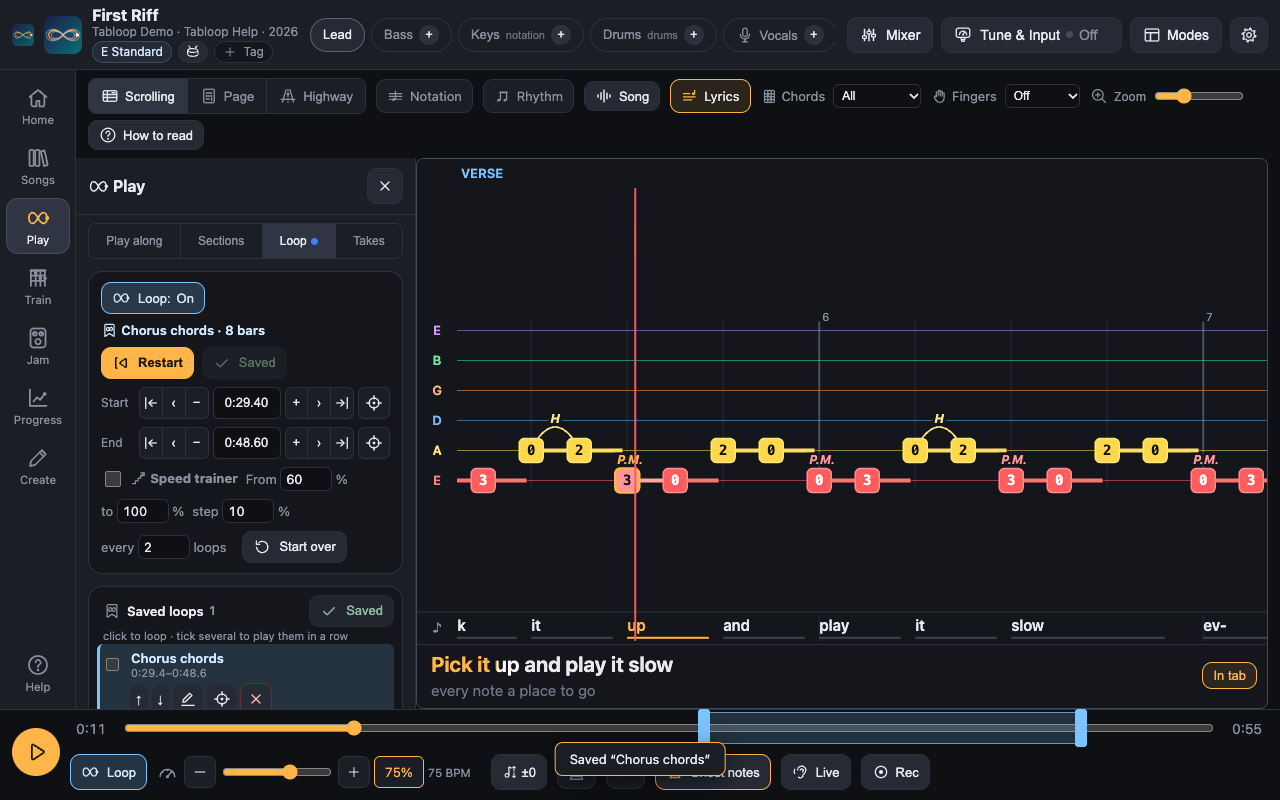 First Riff
Tabloop Demo · Tabloop Help · 2026
E Standard
+ Tag
Lead
Bass +
Keys notation +
Drums drums +
Vocals +
Mixer
Tune & Input Off
Modes
Scrolling
Page
Highway
Notation
Rhythm
Song
Lyrics
Chords All
Fingers Off
Zoom
How to read
Home
Songs
Play
Train
Jam
Progress
Create
Help
Play
Play along
Sections
Loop
Takes
Loop: On
Chorus chords · 8 bars
Restart
Saved
Start 0:29.40
End 0:48.60
Speed trainer From 60 %
to 100 % step 10 %
every 2 loops Start over
Saved loops 1 Saved
click to loop · tick several to play them in a row
Chorus chords
0:29.4–0:48.6
VERSE
6 7
E
B
G
D H H
A 0 2 2 0 0 2 2 0
P.M. P.M. P.M. P.M.
E 3 3 0 0 3 3 0 0 3
k it up and play it slow ev-
Pick it up and play it slow
every note a place to go
In tab
0:11
0:55
Loop
75%
75 BPM
±0
Saved “Chorus chords”
notes
Live
Rec